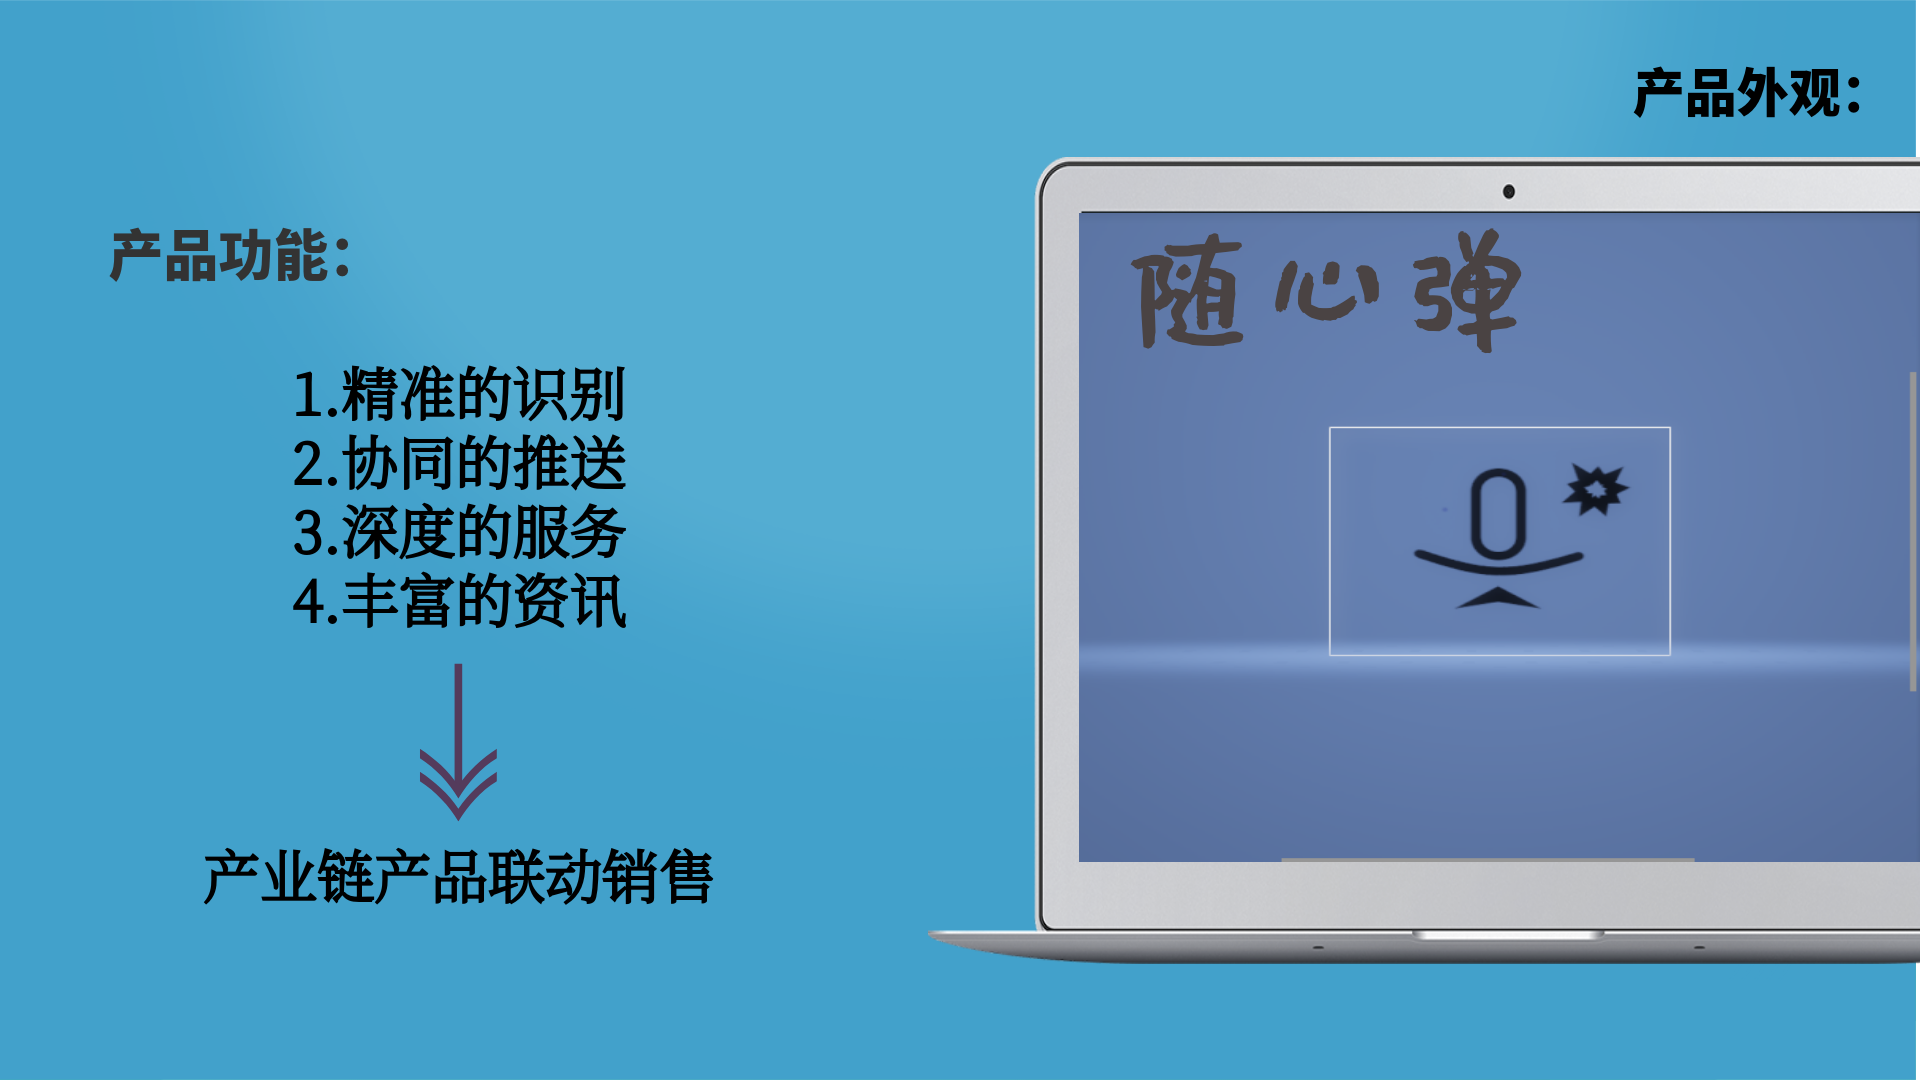 产品外观：
产品功能：
随心弹
1.精准的识别
2.协同的推送
3.深度的服务
4.丰富的资讯
产业链产品联动销售